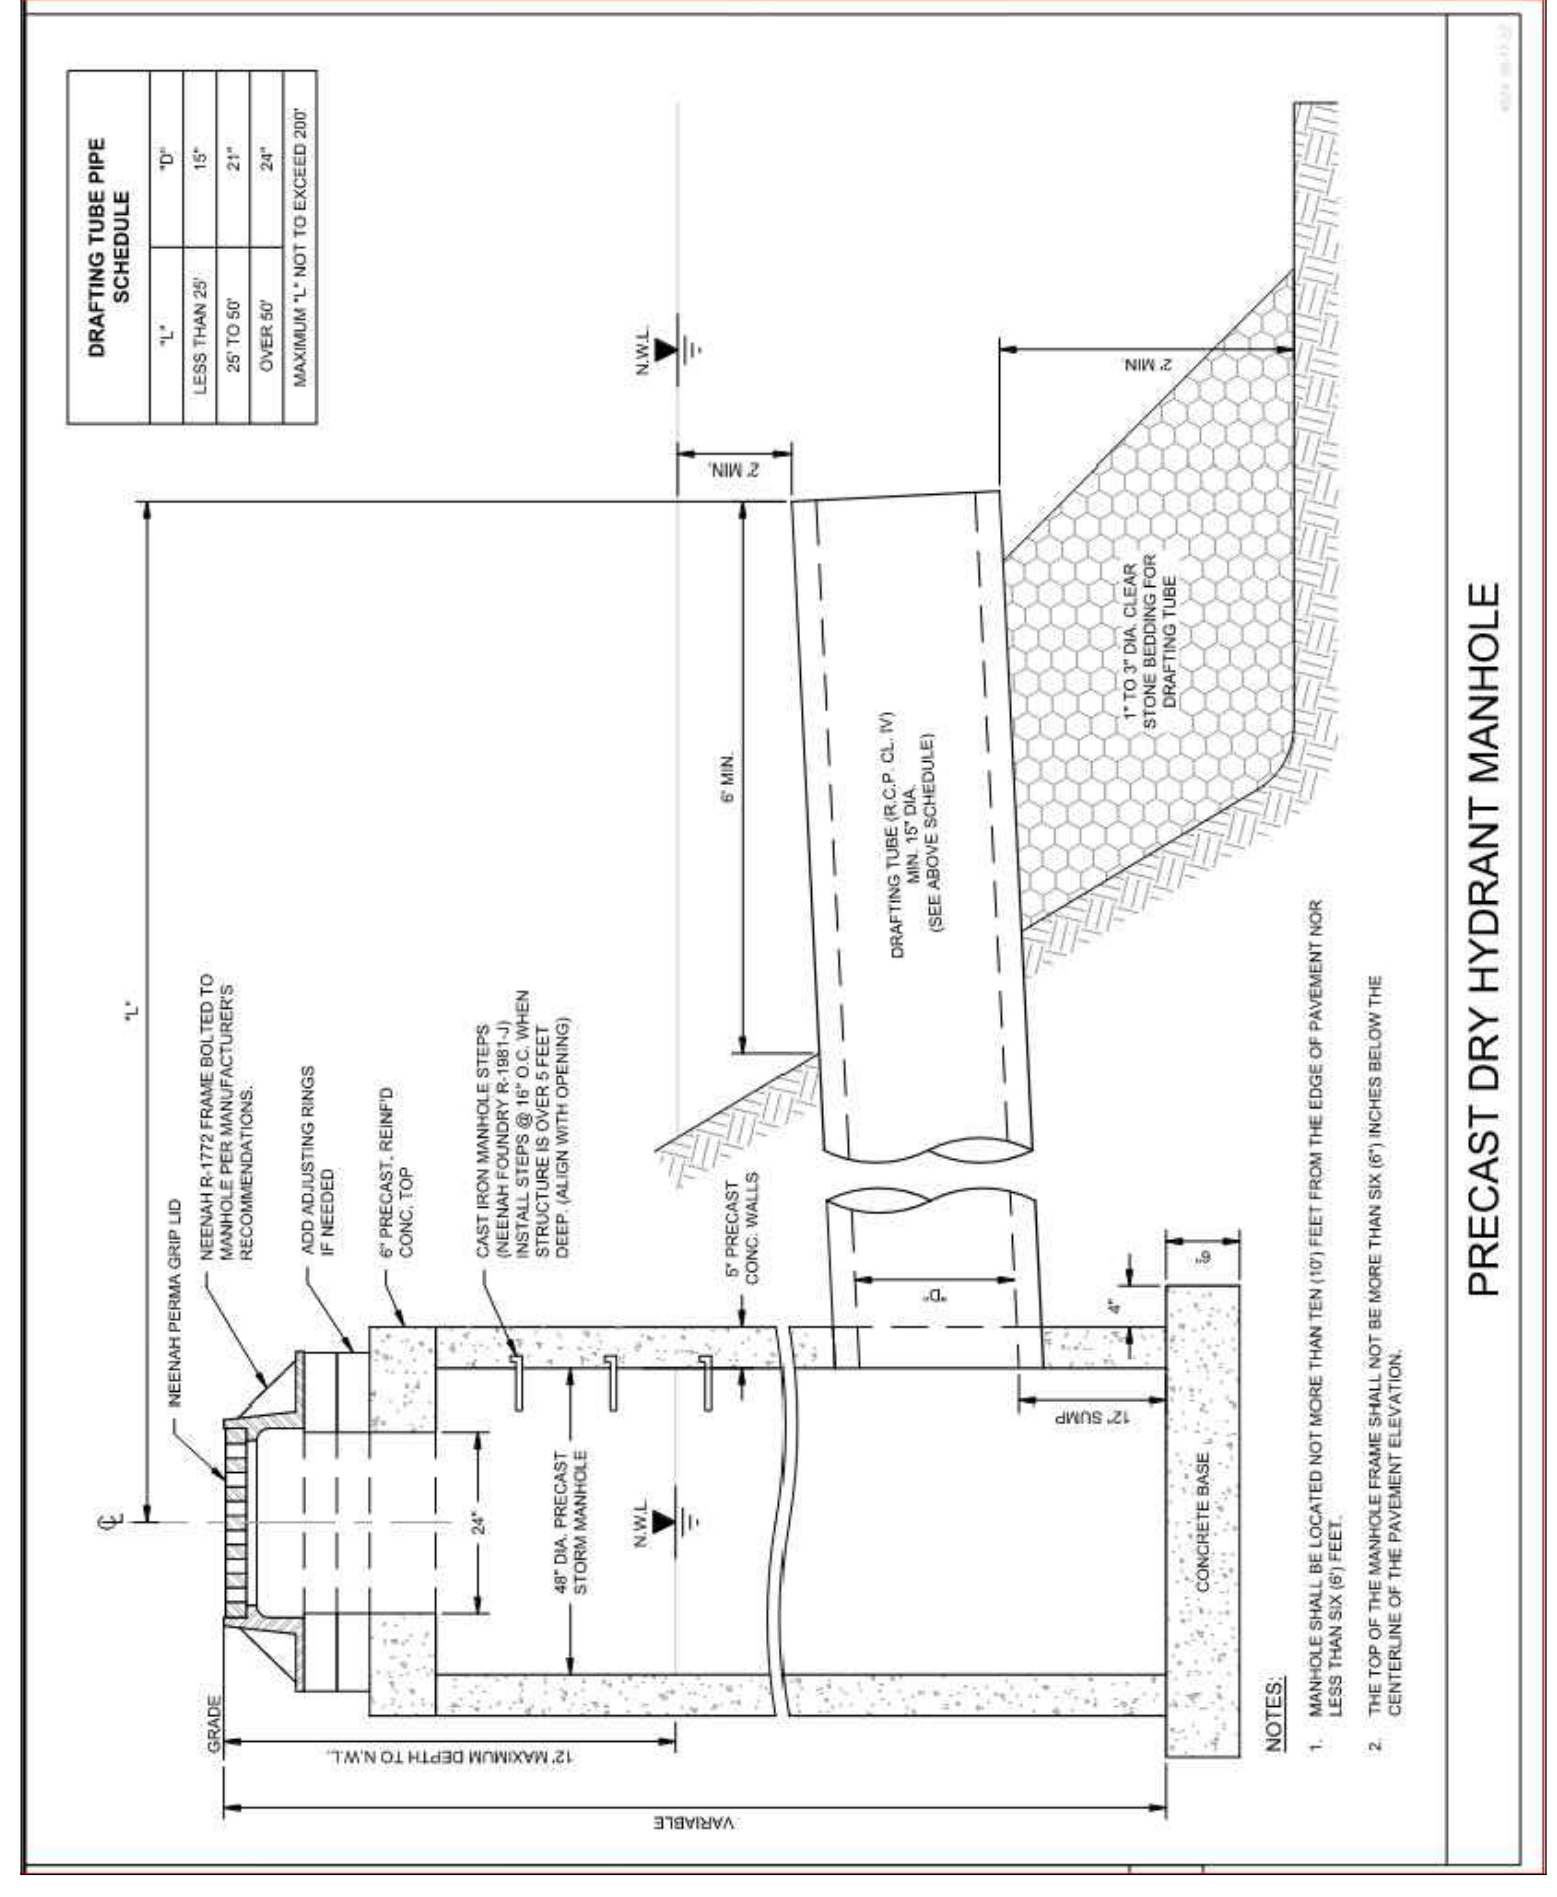 DRAFTING TUBE PIPE
SCHEDULE
"L" "D"
LESS THAN 25' 15"
25' TO 50' 21"
OVER 50' 24"
MAXIMUM "L" NOT TO EXCEED 200'
℄
"L"
NEENAH PERMA GRIP LID
NEENAH R-1772 FRAME BOLTED TO
MANHOLE PER MANUFACTURER'S
RECOMMENDATIONS.
GRADE
ADD ADJUSTING RINGS
IF NEEDED
6" PRECAST, REINF'D
CONC. TOP
24"
CAST IRON MANHOLE STEPS
(NEENAH FOUNDRY R-1981-J)
INSTALL STEPS @ 16" O.C. WHEN
STRUCTURE IS OVER 5 FEET
DEEP. (ALIGN WITH OPENING)
12' MAXIMUM DEPTH TO N.W.L.
48" DIA. PRECAST
STORM MANHOLE
N.W.L.
N.W.L.
VARIABLE
5" PRECAST
CONC. WALLS
6' MIN.
2' MIN.
DRAFTING TUBE (R.C.P. CL. IV)
MIN. 15" DIA.
(SEE ABOVE SCHEDULE)
"D"
12" SUMP
4"
6"
2' MIN.
1" TO 3" DIA. CLEAR
STONE BEDDING FOR
DRAFTING TUBE
CONCRETE BASE
NOTES:
1. MANHOLE SHALL BE LOCATED NOT MORE THAN TEN (10') FEET FROM THE EDGE OF PAVEMENT NOR
LESS THAN SIX (6') FEET.
2. THE TOP OF THE MANHOLE FRAME SHALL NOT BE MORE THAN SIX (6") INCHES BELOW THE
CENTERLINE OF THE PAVEMENT ELEVATION.
PRECAST DRY HYDRANT MANHOLE